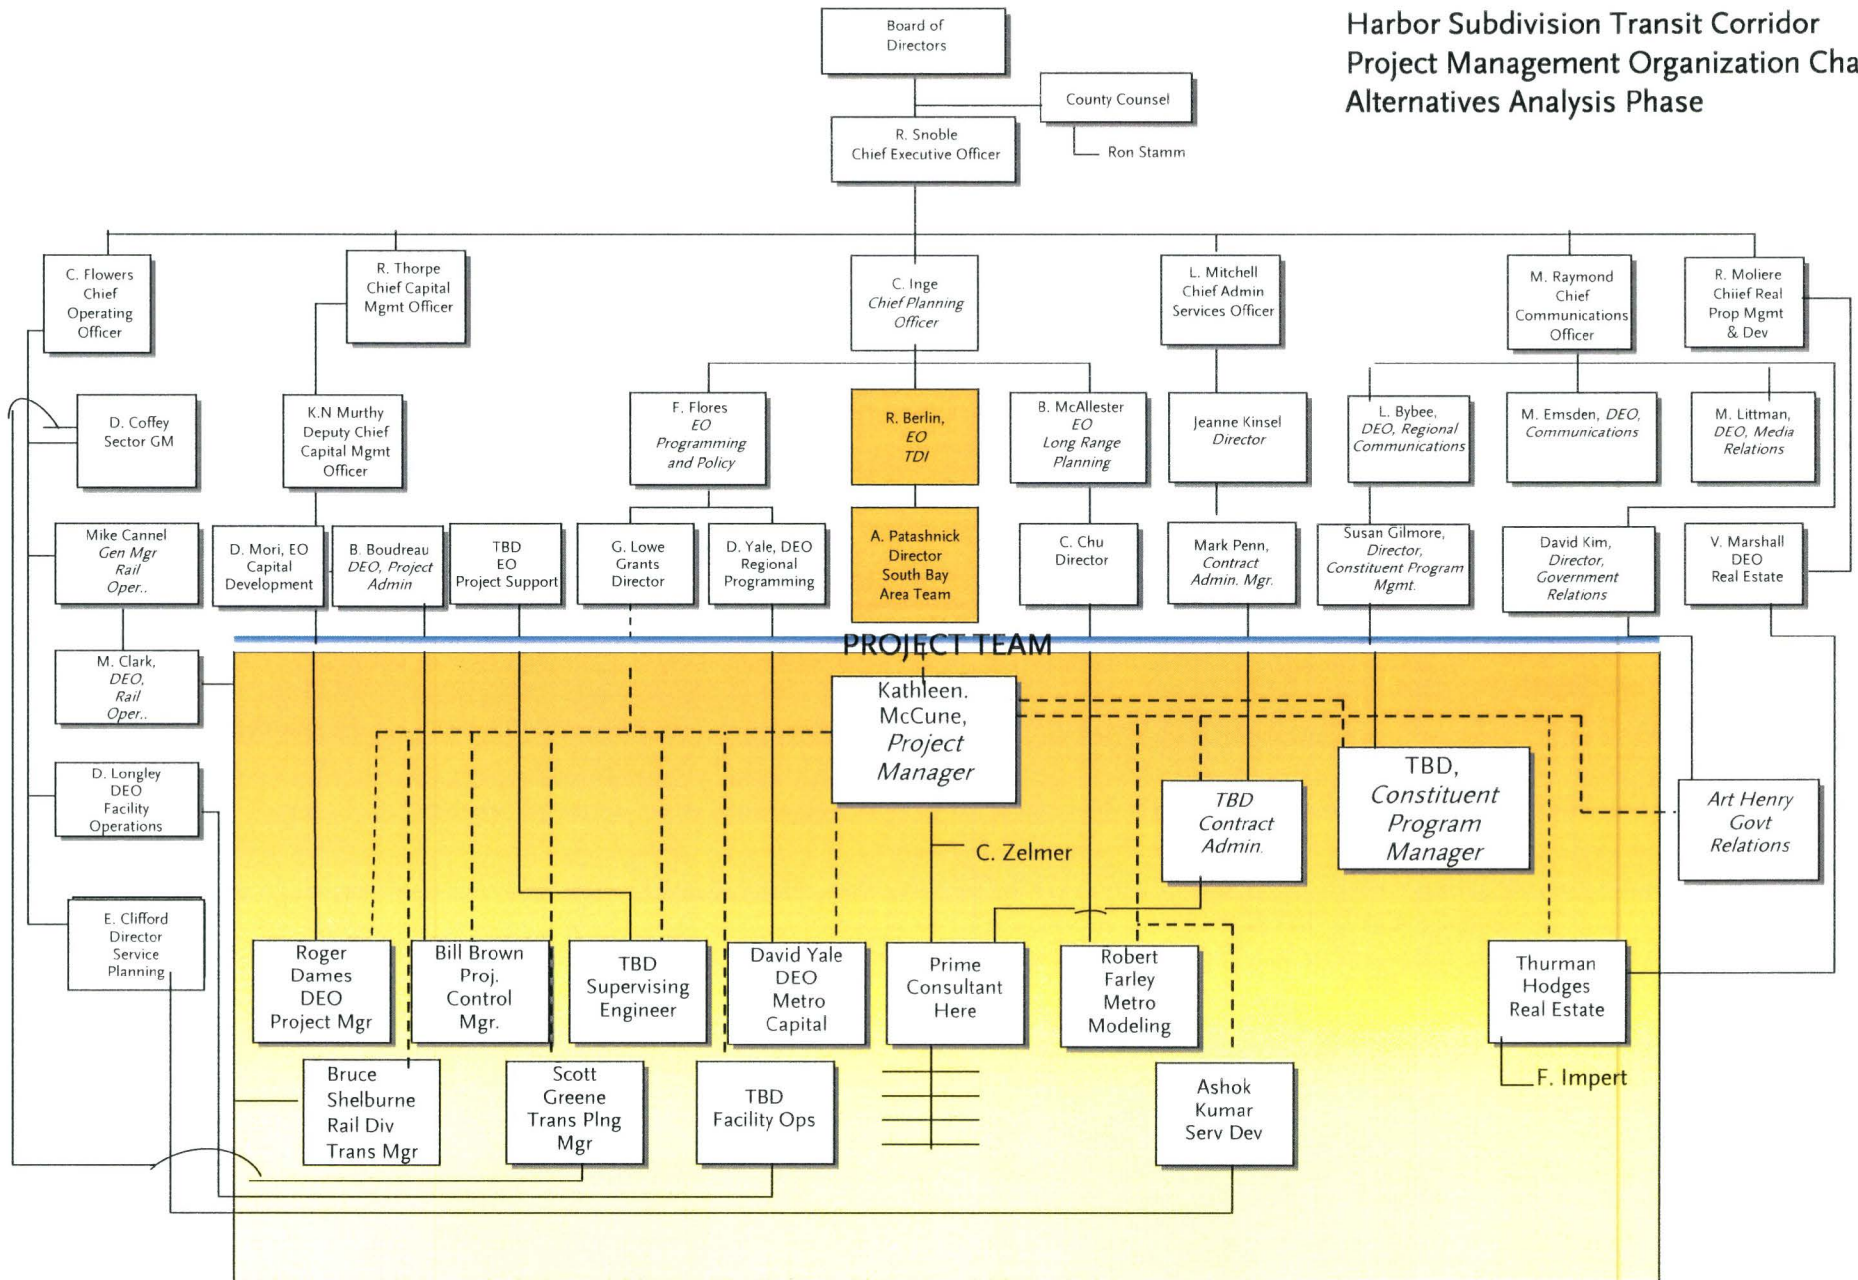 Harbor Subdivision Transit Corridor
Project Management Organization Cha
Alternatives Analysis Phase
Board of
Directors
County Counsel
Ron Stamm
R. Snoble
Chief Executive Officer
C. Flowers
Chief
Operating
Officer
R. Thorpe
Chief Capital
Mgmt Officer
C. Inge
Chief Planning
Officer
L. Mitchell
Chief Admin
Services Officer
M. Raymond
Chief
Communications
Officer
R. Moliere
Chiief Real
Prop Mgmt
& Dev
D. Coffey
Sector GM
K.N Murthy
Deputy Chief
Capital Mgmt
Officer
F. Flores
EO
Programming
and Policy
R. Berlin,
EO
TDI
B. McAllester
EO
Long Range
Planning
Jeanne Kinsel
Director
L. Bybee,
DEO, Regional
Communications
M. Emsden, DEO,
Communications
M. Littman,
DEO, Media
Relations
Mike Cannel
Gen Mgr
Rail
Oper..
D. Mori, EO
Capital
Development
B. Boudreau
DEO, Project
Admin
TBD
EO
Project Support
G. Lowe
Grants
Director
D. Yale, DEO
Regional
Programming
A. Patashnick
Director
South Bay
Area Team
C. Chu
Director
Mark Penn,
Contract
Admin. Mgr.
Susan Gilmore,
Director,
Constituent Program
Mgmt.
David Kim,
Director,
Government
Relations
V. Marshall
DEO
Real Estate
PROJECT TEAM
M. Clark,
DEO,
Rail
Oper..
Kathleen.
McCune,
Project
Manager
D. Longley
DEO
Facility
Operations
C. Zelmer
TBD
Contract
Admin.
TBD,
Constituent
Program
Manager
Art Henry
Govt
Relations
E. Clifford
Director
Service
Planning
Roger
Dames
DEO
Project Mgr
Bill Brown
Proj.
Control
Mgr.
TBD
Supervising
Engineer
David Yale
DEO
Metro
Capital
Prime
Consultant
Here
Robert
Farley
Metro
Modeling
Thurman
Hodges
Real Estate
F. Impert
Bruce
Shelburne
Rail Div
Trans Mgr
Scott
Greene
Trans Plng
Mgr
TBD
Facility Ops
Ashok
Kumar
Serv Dev